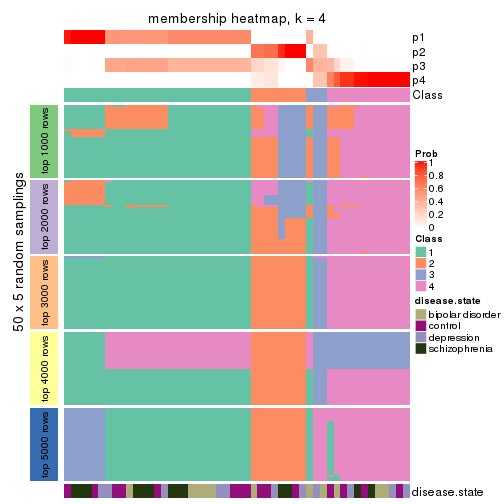 membership heatmap, k = 4
p1
p2
p3
p4
Class
50 x 5 random samplings
top 1000 rows
top 2000 rows
top 3000 rows
top 4000 rows
top 5000 rows
disease.state
Prob
1
0.8
0.6
0.4
0.2
0
Class
1
2
3
4
disease.state
bipolar disorder
control
depression
schizophrenia